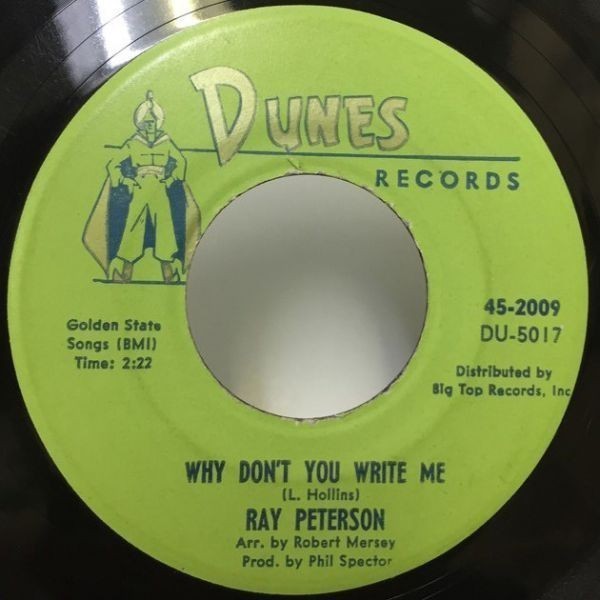 DUNES
RECORDS
45-2009
DU-5017
Golden State
Songs (BMI)
Time: 2:22
Distributed by
Big Top Records, Inc
WHY DON'T YOU WRITE ME
(L. Hollins)
RAY PETERSON
Arr. by Robert Mersey
Prod. by Phil Spector